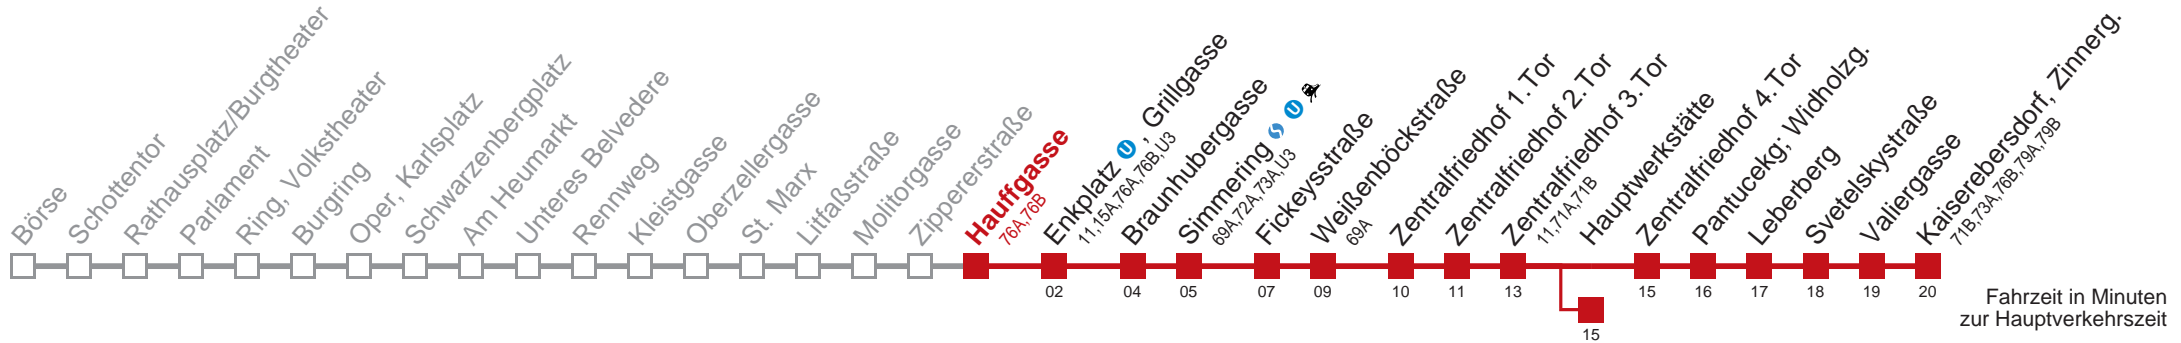 Börse
Schottentor
Rathausplatz/Burgtheater
Parlament
Ring, Volkstheater
Burgring
Oper, Karlsplatz
Schwarzenbergplatz
Am Heumarkt
Unteres Belvedere
Rennweg
Kleistgasse
Oberzellergasse
St. Marx
Litfaßstraße
Molitorgasse
Zippererstraße
Hauffgasse
76A,76B
Enkplatz U , Grillgasse
11,15A,76A,76B,U3
02
Braunhubergasse
04
Simmering S U
69A,72A,73A,U3
05
Fickeysstraße
07
Weißenböckstraße
69A
09
Zentralfriedhof 1.Tor
10
Zentralfriedhof 2.Tor
11
Zentralfriedhof 3.Tor
11,71A,71B
13
Hauptwerkstätte
15
Zentralfriedhof 4.Tor
15
Pantucekg; Widholzg.
16
Leberberg
17
Svetelskystraße
18
Valiergasse
19
Kaiserebersdorf, Zinnerg.
71B,73A,76B,79A,79B
20
Fahrzeit in Minuten
zur Hauptverkehrszeit